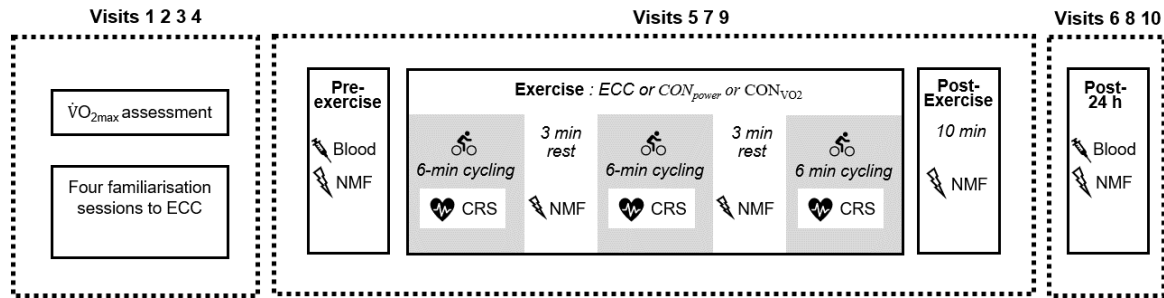 Visits 1 2 3 4
V̇O2max assessment
Four familiarisation
sessions to ECC
Visits 5 7 9
Pre-
exercise
Blood
NMF
Exercise : ECC or CONpower or CONVO2
6-min cycling
CRS
3 min
rest
NMF
6-min cycling
CRS
3 min
rest
NMF
6 min cycling
CRS
Post-
Exercise
10 min
NMF
Visits 6 8 10
Post-
24 h
Blood
NMF